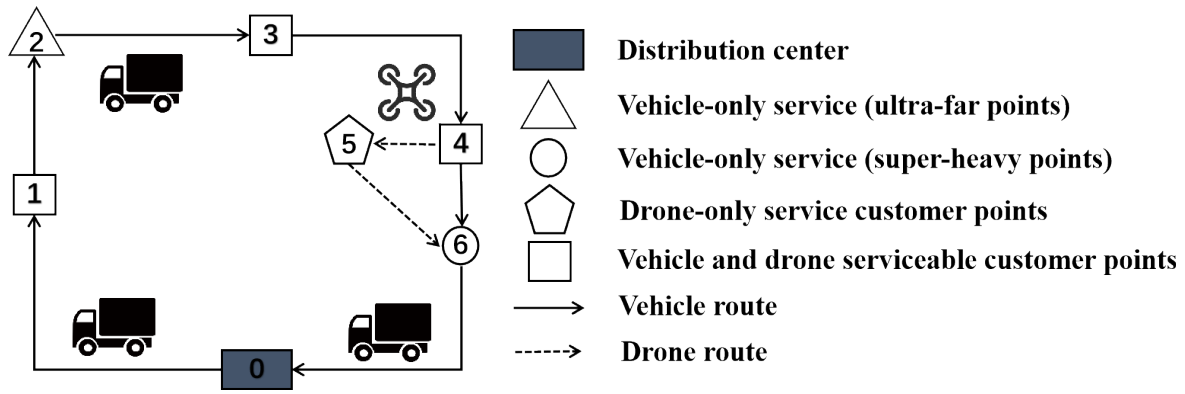 2
3
5
4
1
6
0
Distribution center
Vehicle-only service (ultra-far points)
Vehicle-only service (super-heavy points)
Drone-only service customer points
Vehicle and drone serviceable customer points
Vehicle route
Drone route